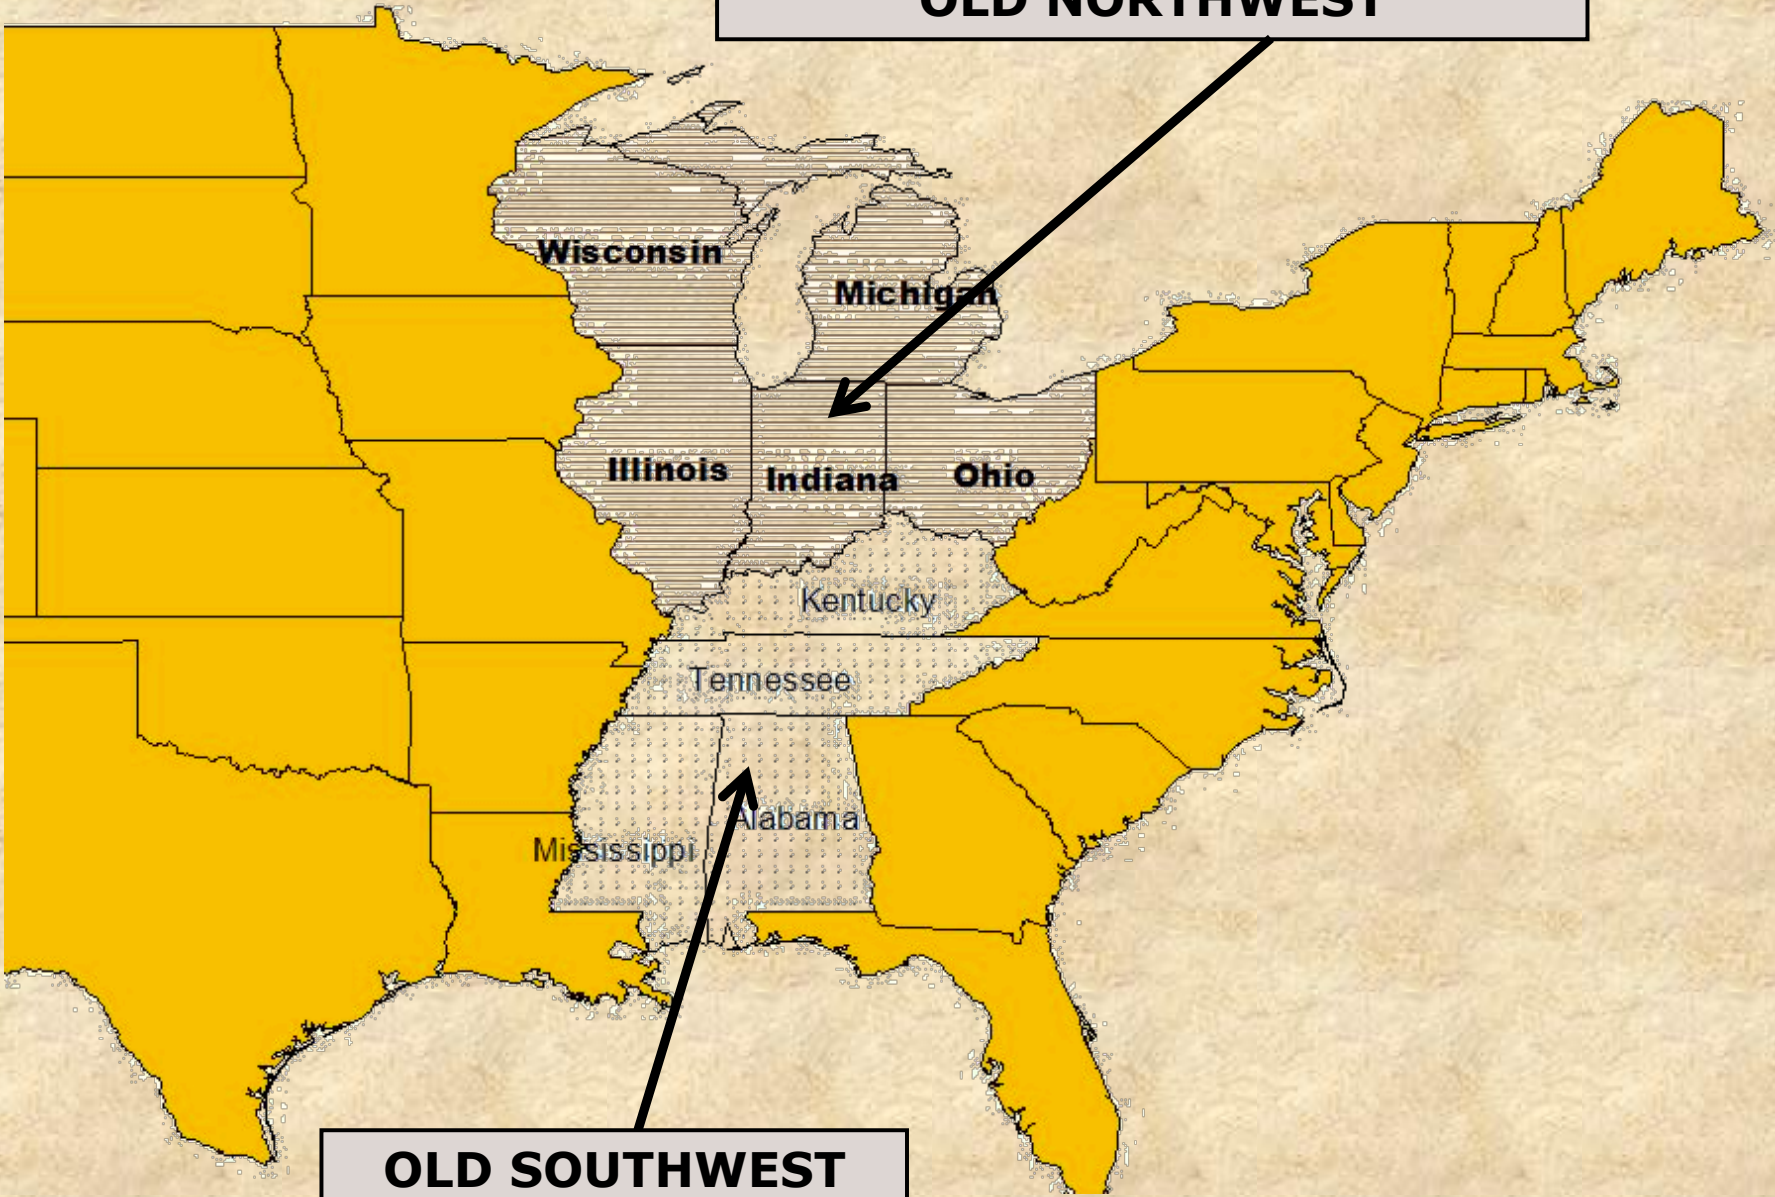 OLD NORTHWEST
Wisconsin
Michigan
Illinois
Indiana
Ohio
Kentucky
Tennessee
Alabama
Mississippi
OLD SOUTHWEST